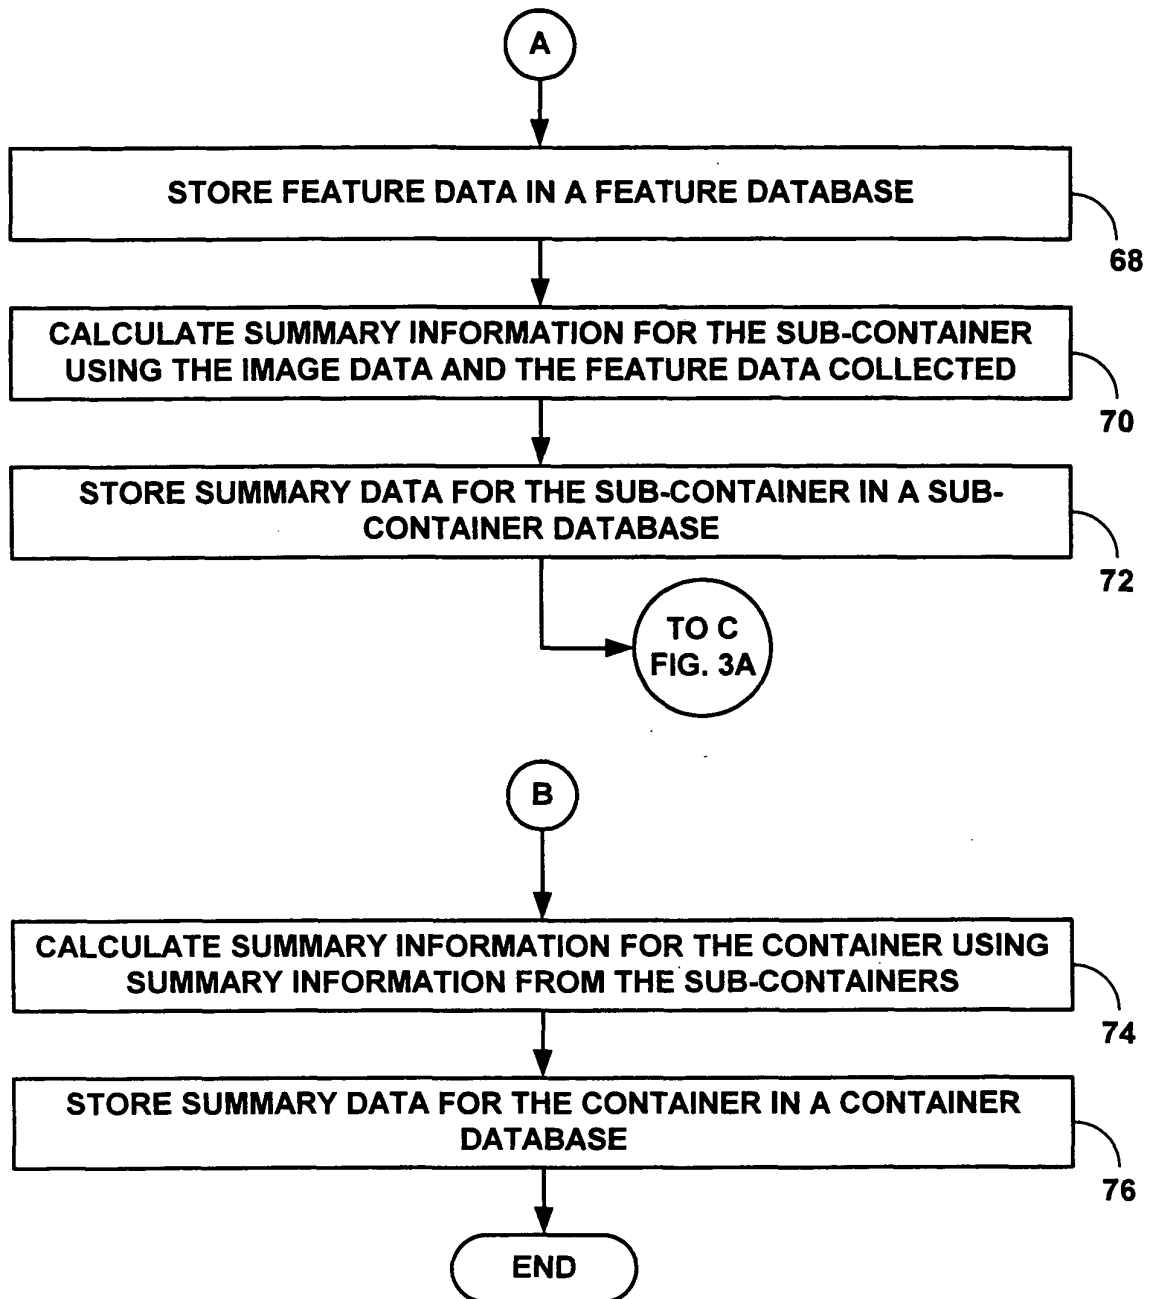 A
STORE FEATURE DATA IN A FEATURE DATABASE
68
CALCULATE SUMMARY INFORMATION FOR THE SUB-CONTAINER
USING THE IMAGE DATA AND THE FEATURE DATA COLLECTED
70
STORE SUMMARY DATA FOR THE SUB-CONTAINER IN A SUB-
CONTAINER DATABASE
72
TO C
FIG. 3A
B
CALCULATE SUMMARY INFORMATION FOR THE CONTAINER USING
SUMMARY INFORMATION FROM THE SUB-CONTAINERS
74
STORE SUMMARY DATA FOR THE CONTAINER IN A CONTAINER
DATABASE
76
END